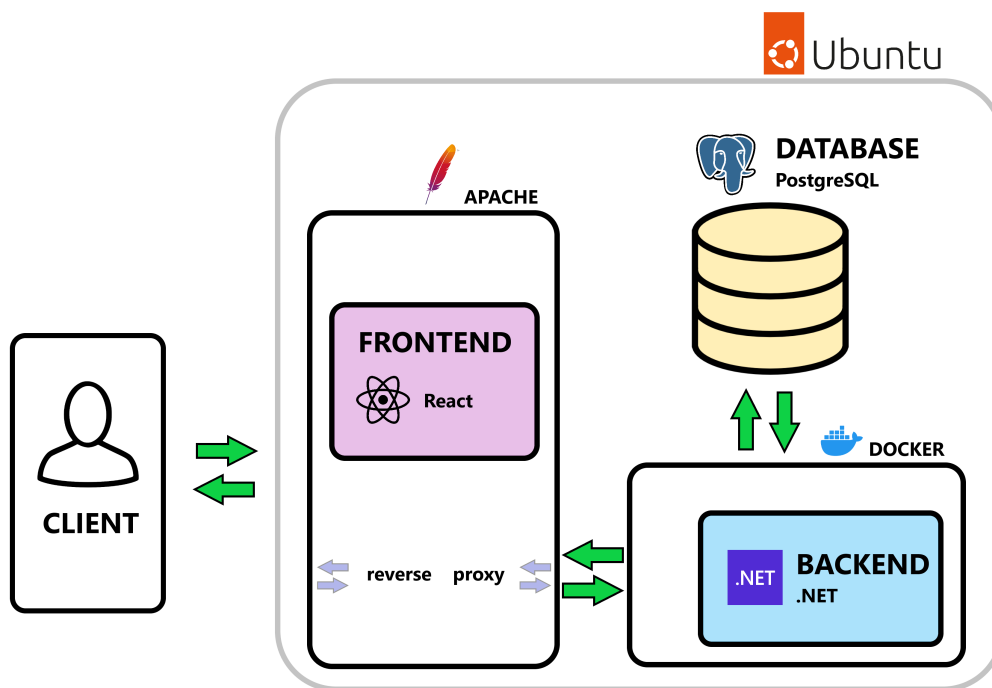 Ubuntu
DATABASE
PostgreSQL
APACHE
FRONTEND
React
CLIENT
DOCKER
reverse proxy
.NET
BACKEND
.NET